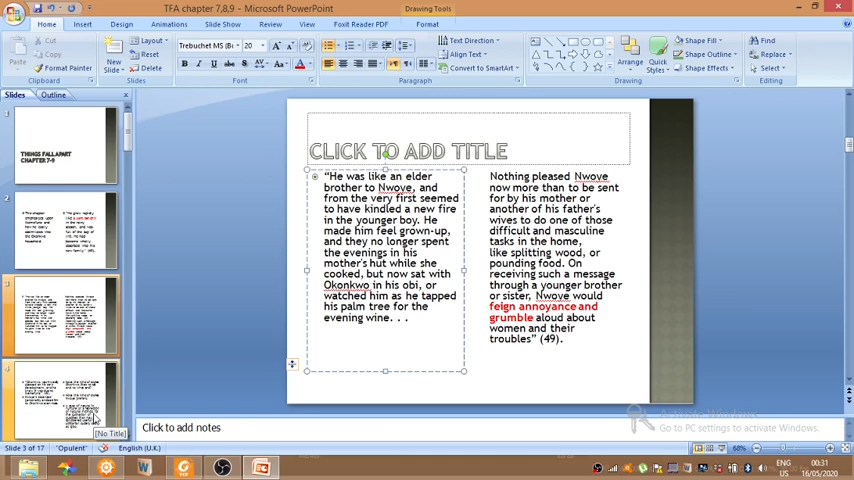 TFA chapter 7,8,9 - Microsoft PowerPoint
Drawing Tools
Home
Insert
Design
Animations
Slide Show
Review
View
Foxit Reader PDF
Format
Paste
Cut
Copy
Format Painter
Clipboard
New
Slide
Layout
Reset
Delete
Slides
Trebuchet MS (B
20
Font
Text Direction
Align Text
Convert to SmartArt
Paragraph
Arrange
Quick
Styles
Shape Fill
Shape Outline
Shape Effects
Drawing
Find
Replace
Select
Editing
Slides
Outline
1
THINGS FALL APART
CHAPTER 7-9
2
3
4
[No Title]
CLICK TO ADD TITLE
“He was like an elder
brother to Nwoye, and
from the very first seemed
to have kindled a new fire
in the younger boy. He
made him feel grown-up,
and they no longer spent
the evenings in his
mother's hut while she
cooked, but now sat with
Okonkwo in his obi, or
watched him as he tapped
his palm tree for the
evening wine. . .
Nothing pleased Nwoye
now more than to be sent
for by his mother or
another of his father's
wives to do one of those
difficult and masculine
tasks in the home,
like splitting wood, or
pounding food. On
receiving such a message
through a younger brother
or sister, Nwoye would
feign annoyance and
grumble aloud about
women and their
troubles” (49).
Click to add notes
Activate Windows
Go to PC settings to activate Windows.
Slide 3 of 17
"Opulent"
English (U.K.)
68%
ENG
US
00:31
16/05/2020